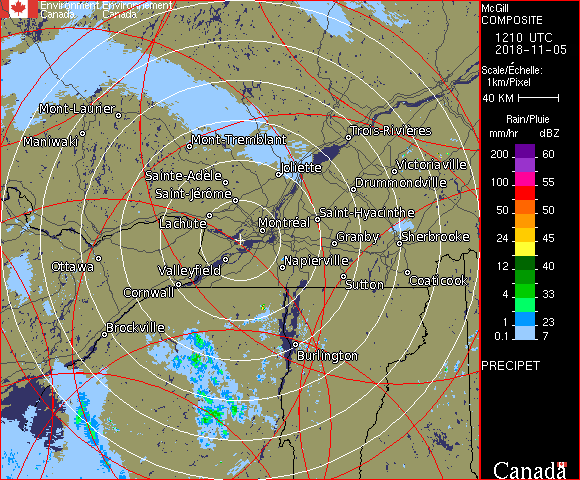 Environment Environnement
Canada Canada
McGill
COMPOSITE
1210 UTC
2018-11-05
Scale/Échelle:
1km/Pixel
40 KM
Rain/Pluie
mm/hr dBZ
200 60
100 55
50 50
24 45
12 40
4 33
1 23
0.1 7
PRECIPET
Canada
Mont-Laurier
Maniwaki
Mont-Tremblant
Trois-Rivières
Joliette
Victoriaville
Sainte-Adèle
Drummondville
Saint-Jérôme
Lachute
Montréal
Saint-Hyacinthe
Granby
Sherbrooke
Ottawa
Valleyfield
Napierville
Cornwall
Sutton
Coaticook
Brockville
Burlington